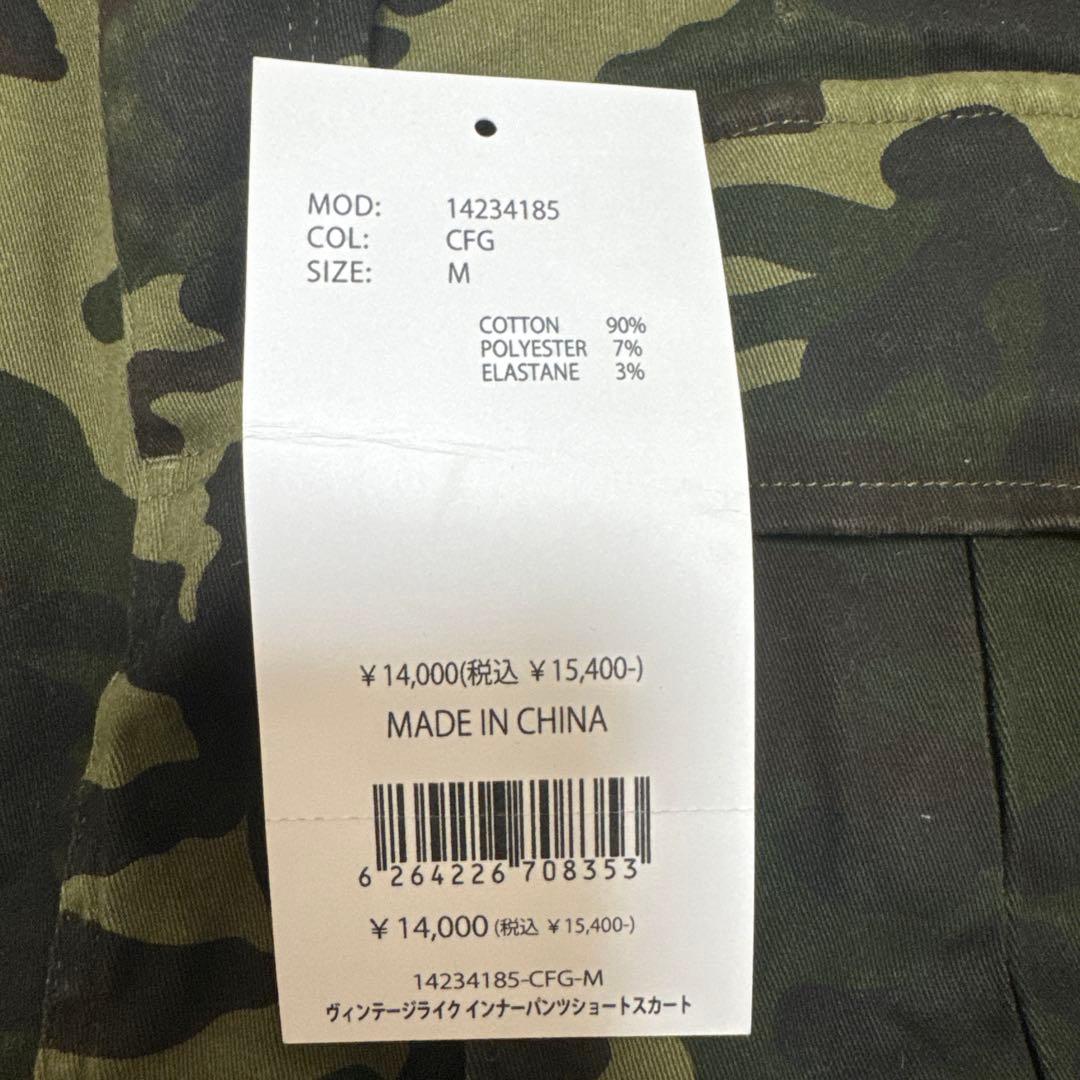 MOD: 14234185
COL: CFG
SIZE: M
COTTON 90%
POLYESTER 7%
ELASTANE 3%
¥14,000(税込 ¥15,400-)
MADE IN CHINA
6 264226 708353
¥14,000(税込 ¥15,400-)
14234185-CFG-M
ヴィンテージライク インナーパンツショートスカート